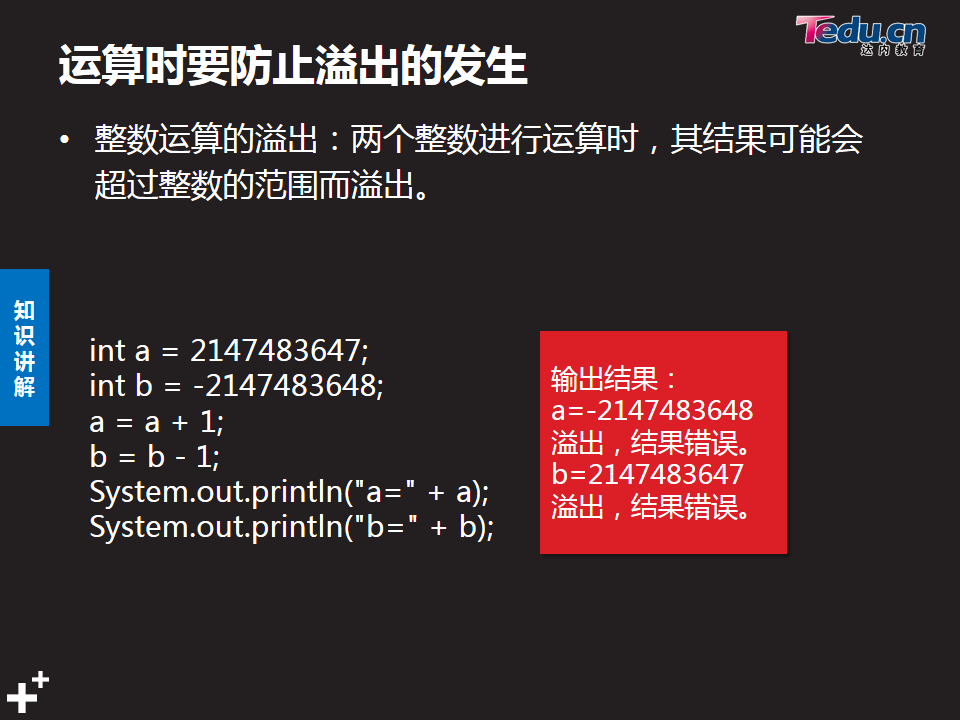 Tedu.cn
达内教育
运算时要防止溢出的发生
• 整数运算的溢出：两个整数进行运算时，其结果可能会
超过整数的范围而溢出。
知识讲解
int a = 2147483647;
int b = -2147483648;
a = a + 1;
b = b - 1;
System.out.println("a=" + a);
System.out.println("b=" + b);
输出结果：
a=-2147483648
溢出，结果错误。
b=2147483647
溢出，结果错误。